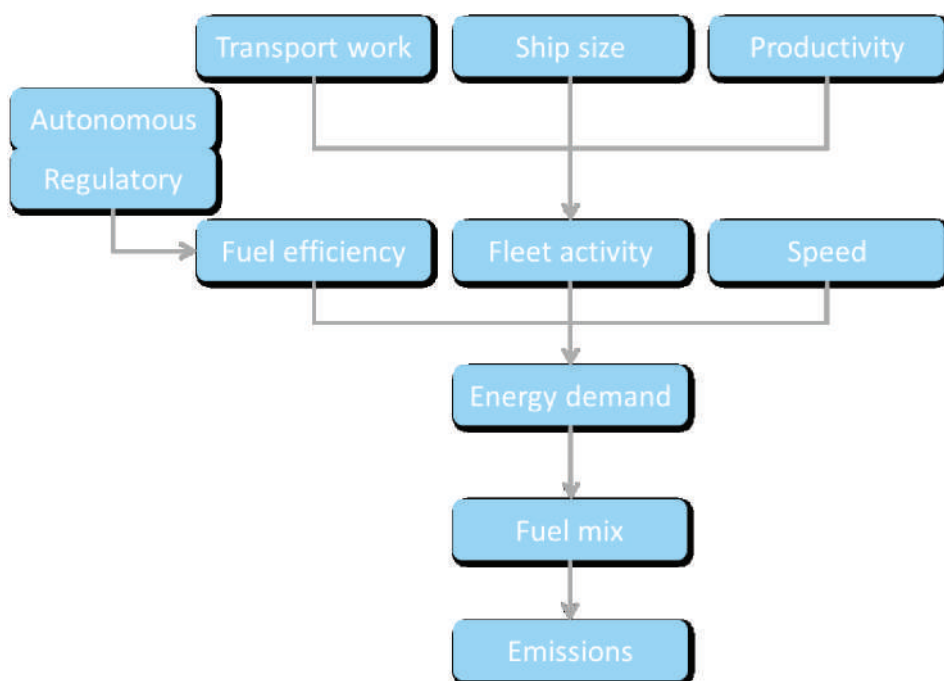 Transport work
Ship size
Productivity
Autonomous
Regulatory
Fuel efficiency
Fleet activity
Speed
Energy demand
Fuel mix
Emissions